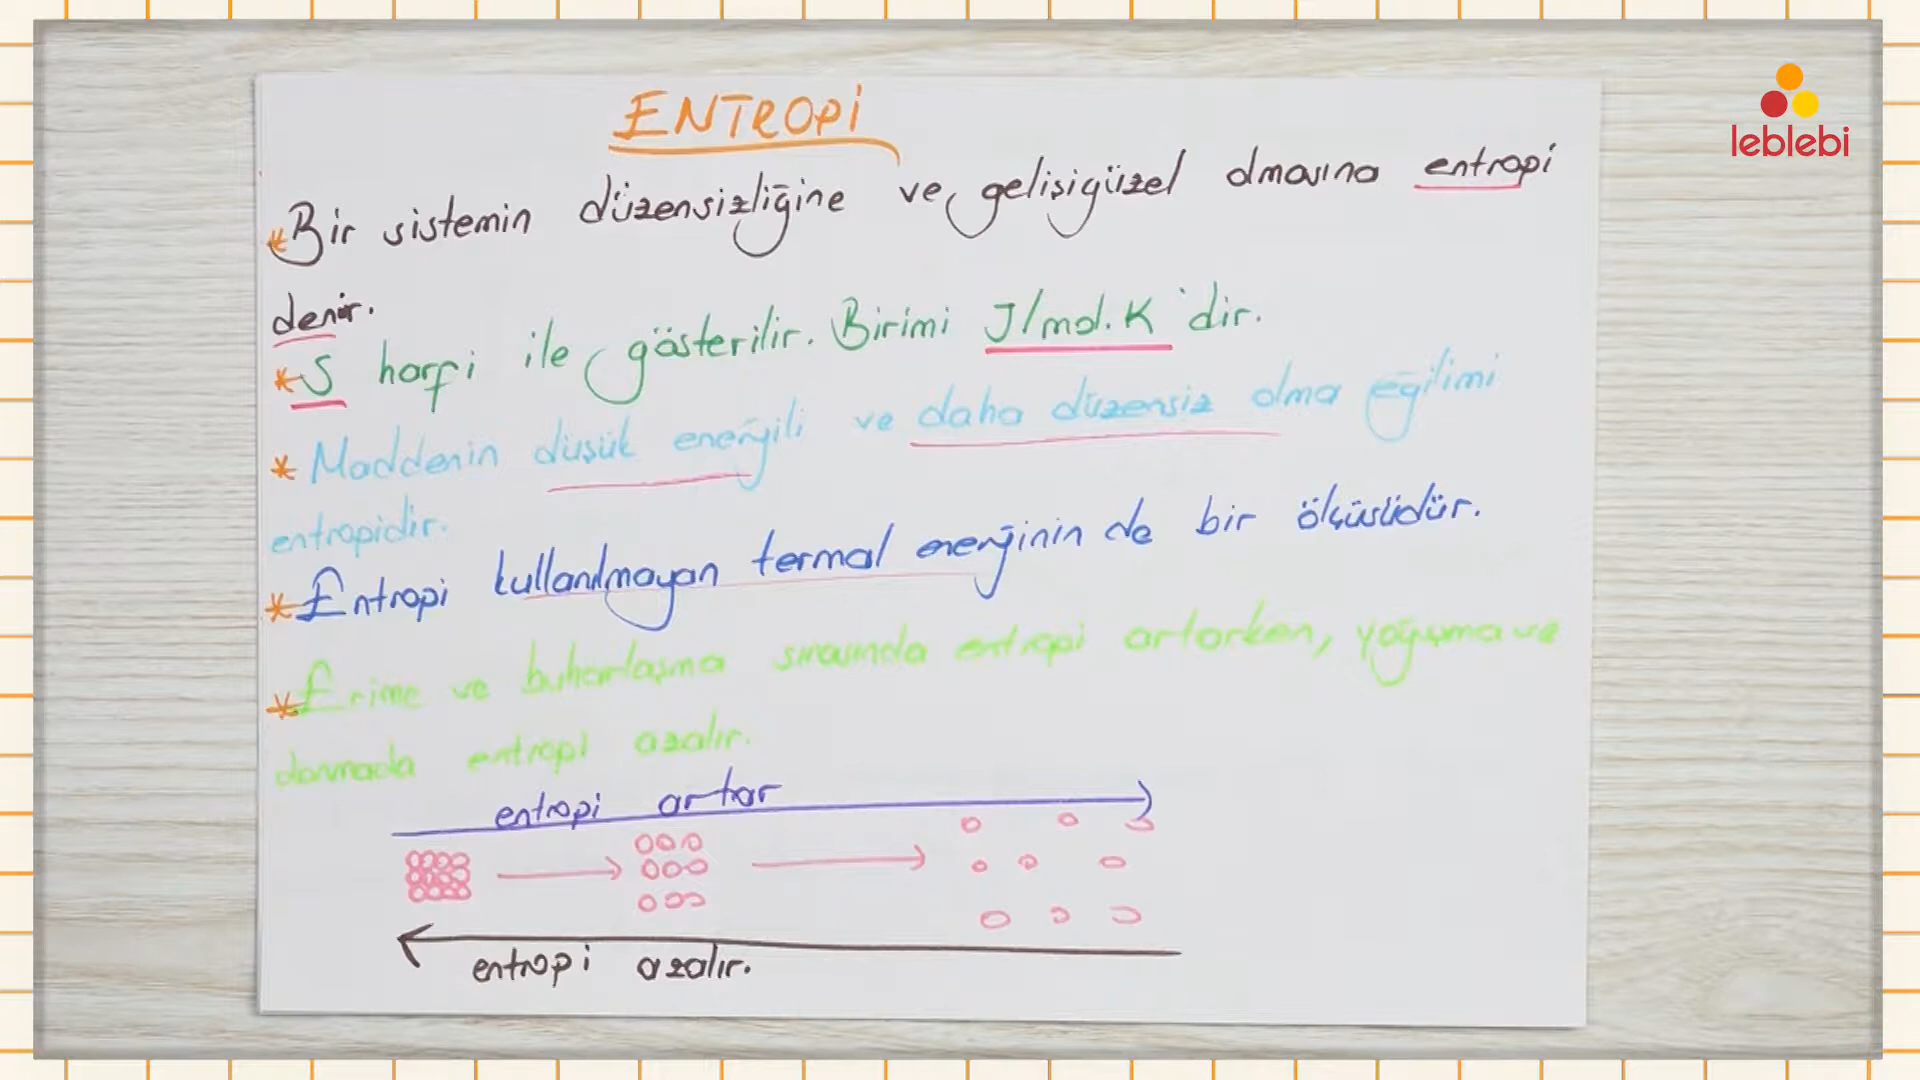 ENTROPİ
leblebi
* Bir sistemin düzensizliğine ve gelişigüzel olmasına entropi
denir.
* S harfi ile gösterilir. Birimi J/mol.K 'dir.
* Maddenin düşük enerjili ve daha düzensiz olma eğilimi
entropidir.
* Entropi kullanılmayan termal enerjinin de bir ölçüsüdür.
* Erime ve buharlaşma sırasında entropi artarken, yoğuşma ve
donmada entropi azalır.
entropi artar
entropi azalır.